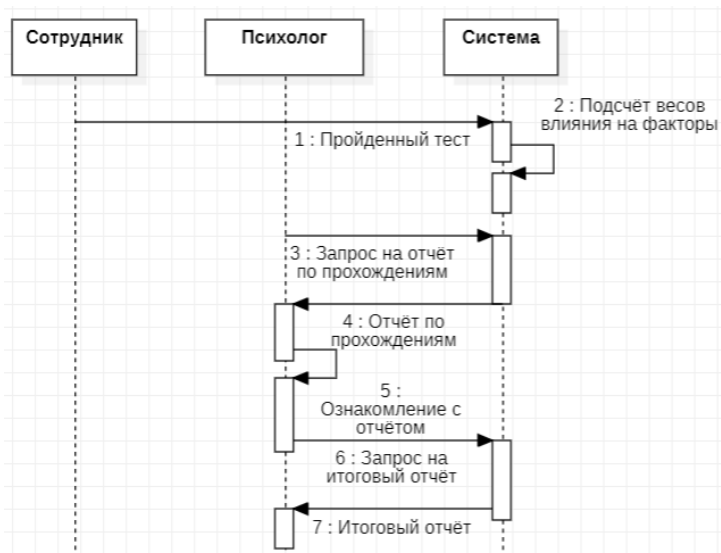 Сотрудник
Психолог
Система
2 : Подсчёт весов
влияния на факторы
1 : Пройденный тест
3 : Запрос на отчёт
по прохождениям
4 : Отчёт по
прохождениям
5 :
Ознакомление с
отчётом
6 : Запрос на
итоговый отчёт
7 : Итоговый отчёт